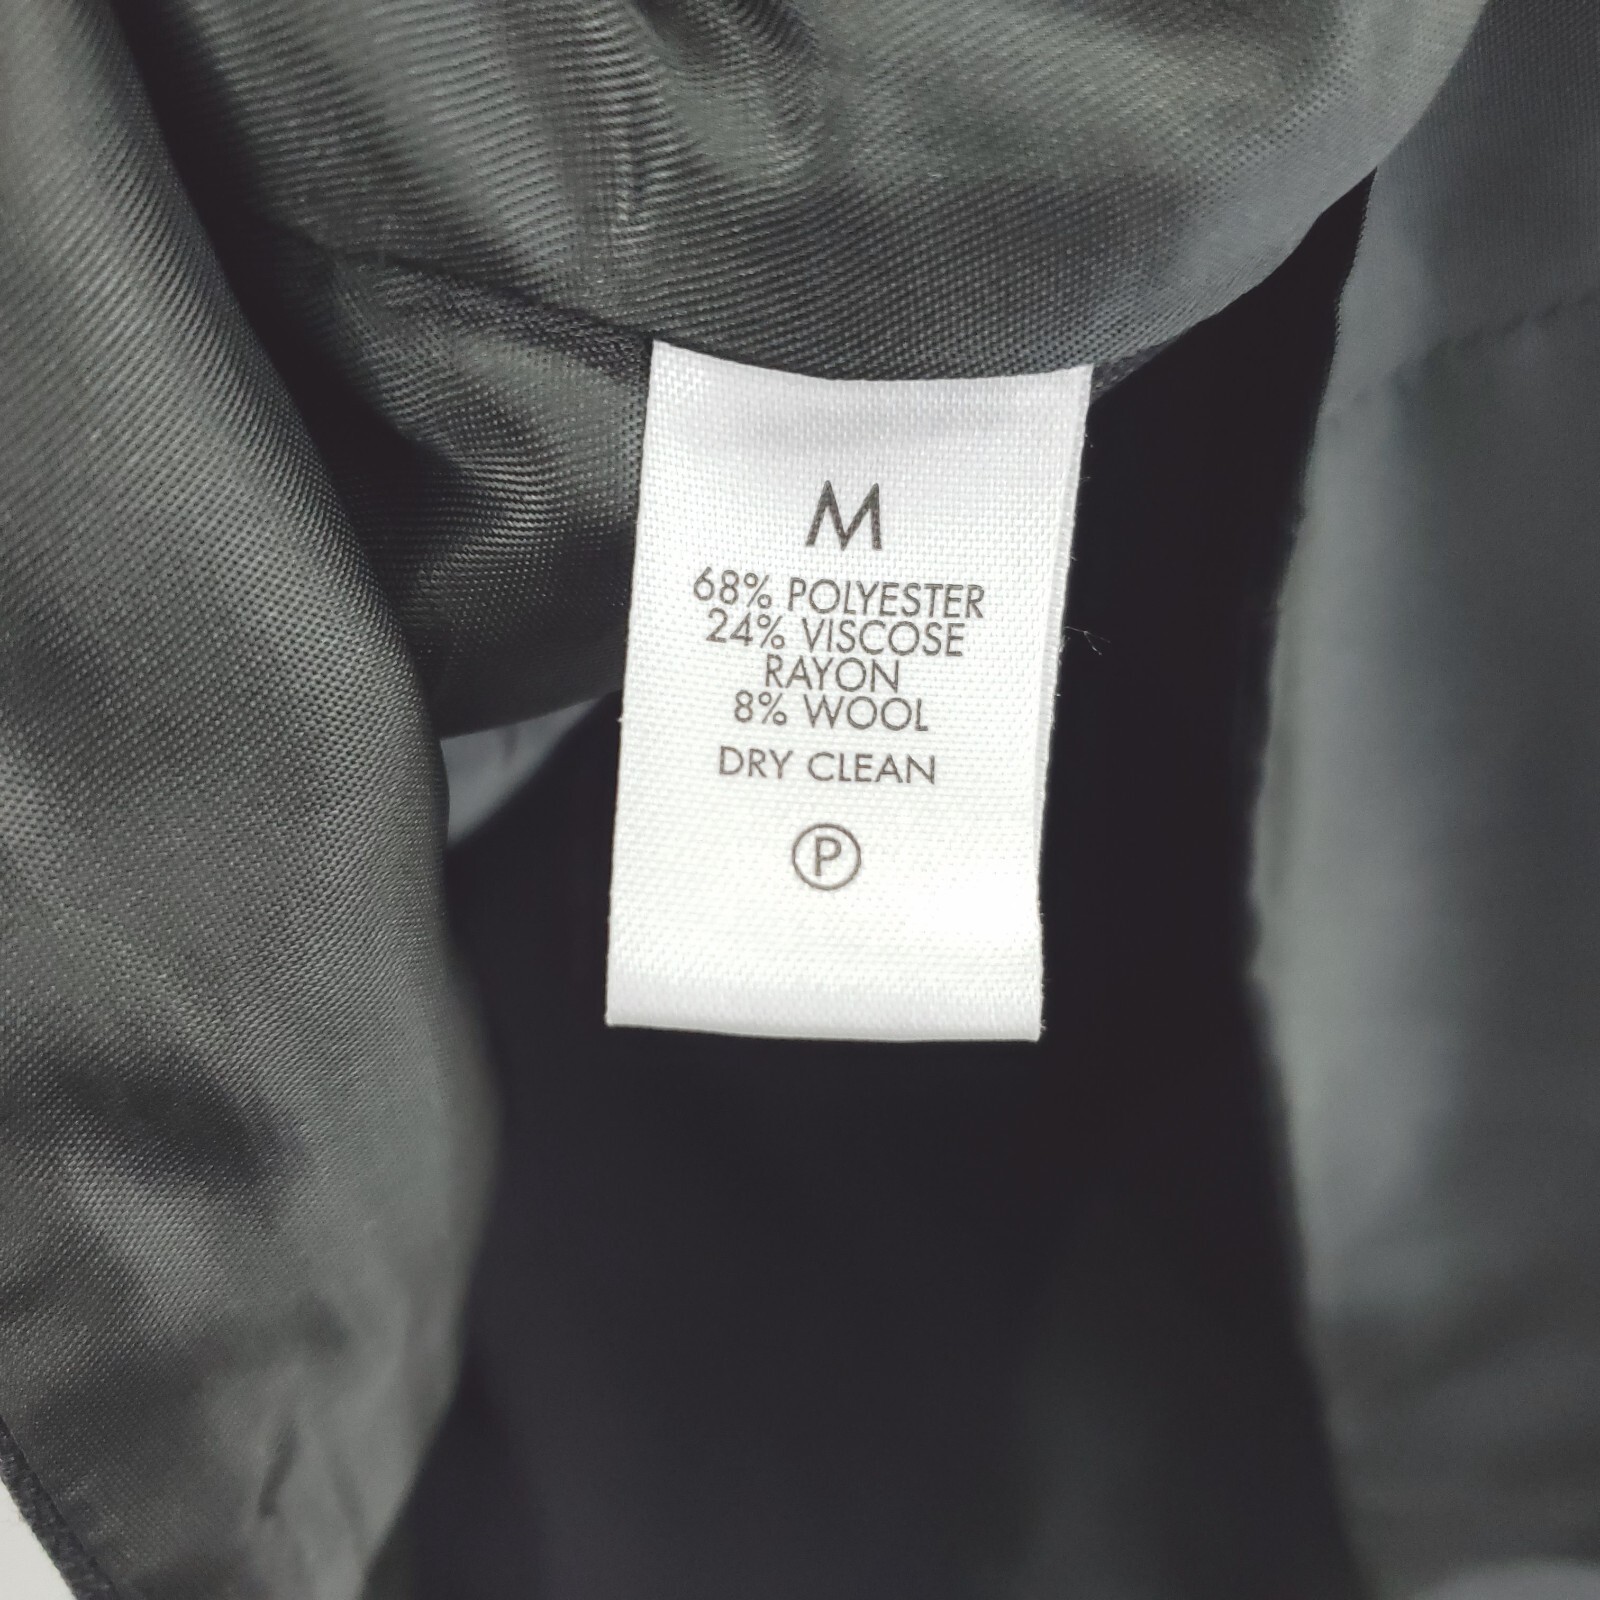 M
68% POLYESTER
24% VISCOSE
RAYON
8% WOOL
DRY CLEAN
P